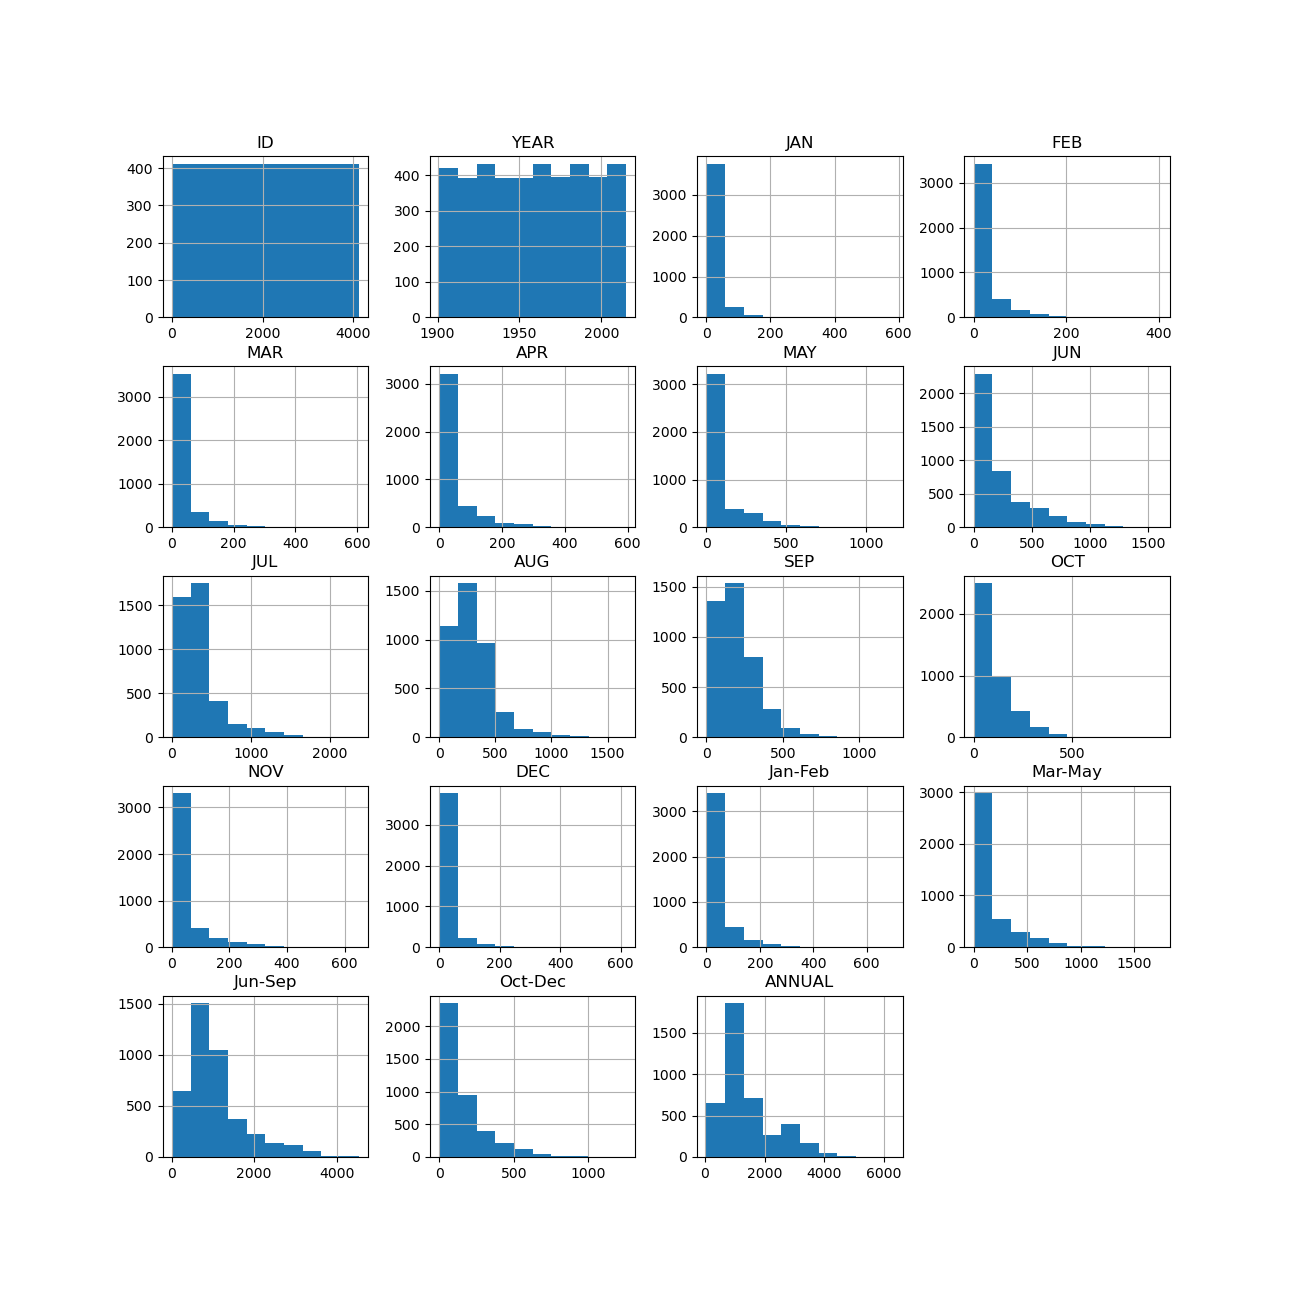 ID YEAR JAN FEB
400 300 200 100 0
0 2000 4000
400 300 200 100 0
1900 1950 2000
3000 2000 1000 0
0 200 400 600
3000 2000 1000 0
0 200 400
MAR APR MAY JUN
3000 2000 1000 0
0 200 400 600
3000 2000 1000 0
0 200 400 600
3000 2000 1000 0
0 500 1000
2000 1500 1000 500 0
0 500 1000 1500
JUL AUG SEP OCT
1500 1000 500 0
0 1000 2000
1500 1000 500 0
0 500 1000 1500
1500 1000 500 0
0 500 1000
2000 1000 0
0 500
NOV DEC Jan-Feb Mar-May
3000 2000 1000 0
0 200 400 600
3000 2000 1000 0
0 200 400 600
3000 2000 1000 0
0 200 400 600
3000 2000 1000 0
0 500 1000 1500
Jun-Sep Oct-Dec ANNUAL
1500 1000 500 0
0 2000 4000
2000 1500 1000 500 0
0 500 1000
1500 1000 500 0
0 2000 4000 6000